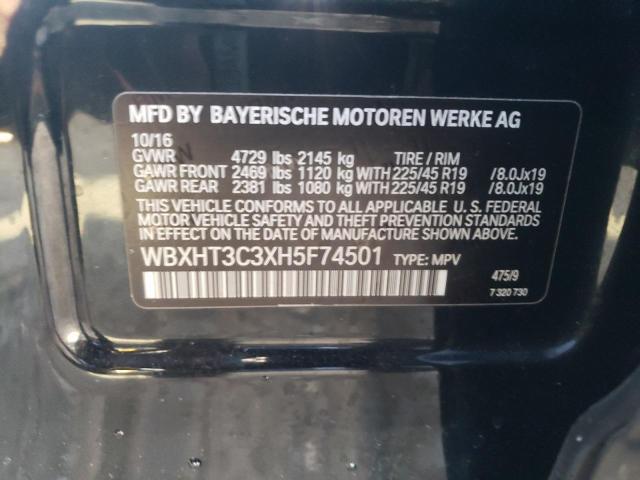 MFD BY BAYERISCHE MOTOREN WERKE AG
10/16
GVWR 4729 lbs 2145 kg TIRE / RIM
GAWR FRONT 2469 lbs 1120 kg WITH 225/45 R19 /8.0Jx19
GAWR REAR 2381 lbs 1080 kg WITH 225/45 R19 /8.0Jx19
THIS VEHICLE CONFORMS TO ALL APPLICABLE U. S. FEDERAL
MOTOR VEHICLE SAFETY AND THEFT PREVENTION STANDARDS
IN EFFECT ON THE DATE OF MANUFACTURE SHOWN ABOVE.
WBXHT3C3XH5F74501 TYPE: MPV
475/9
7 320 730